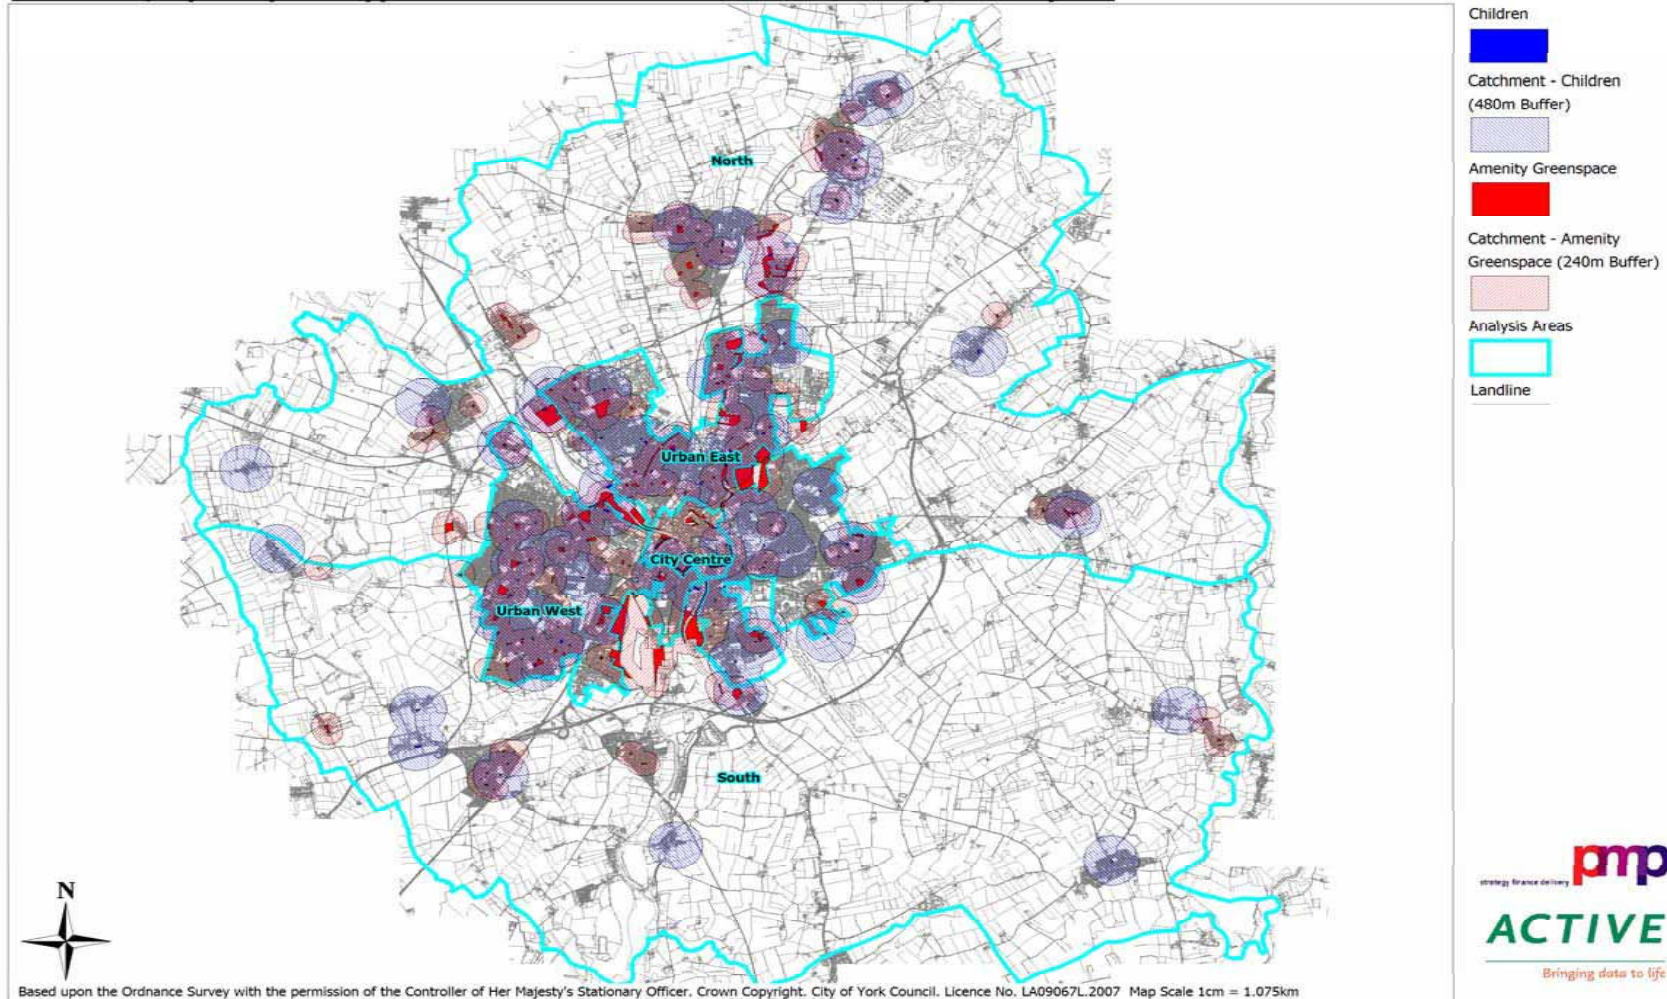 Children
Catchment - Children
(480m Buffer)
Amenity Greenspace
Catchment - Amenity
Greenspace (240m Buffer)
Analysis Areas
Landline
North
Urban East
City Centre
Urban West
South
N
pmp
strategy finance delivery
ACTIVE
Bringing data to life
Based upon the Ordnance Survey with the permission of the Controller of Her Majesty's Stationary Officer. Crown Copyright. City of York Council. Licence No. LA09067L.2007 Map Scale 1cm = 1.075km